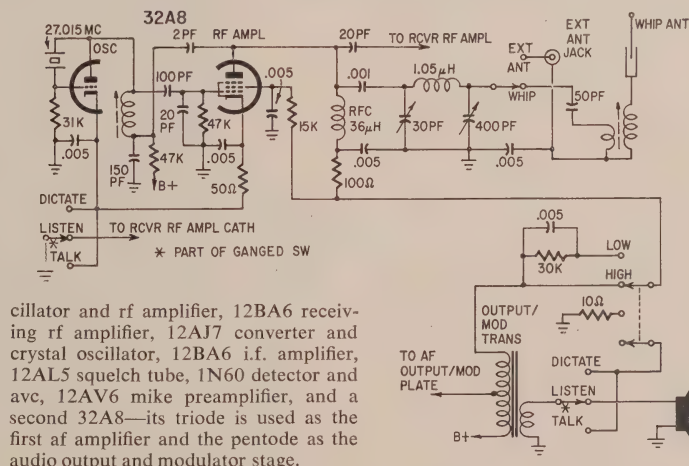 32A8
27.015 MC
OSC
2PF
RF AMPL
20PF
TO RCVR RF AMPL
EXT ANT JACK
WHIP ANT
EXT ANT
100PF
.005
.001
1.05μH
WHIP
50PF
31K
20 PF
47K
15K
RFC 36μH
30PF
400PF
.005
.005
.005
.005
150 PF
47K
B+
50Ω
100Ω
DICTATE
LISTEN
TALK
TO RCVR RF AMPL CATH
* PART OF GANGED SW
.005
LOW
30K
HIGH
OUTPUT/ MOD TRANS
10Ω
TO AF OUTPUT/MOD PLATE
DICTATE
LISTEN
*
TALK
B+
cillator and rf amplifier, 12BA6 receiv-
ing rf amplifier, 12AJ7 converter and
crystal oscillator, 12BA6 i.f. amplifier,
12AL5 squelch tube, 1N60 detector and
avc, 12AV6 mike preamplifier, and a
second 32A8—its triode is used as the
first af amplifier and the pentode as the
audio output and modulator stage.